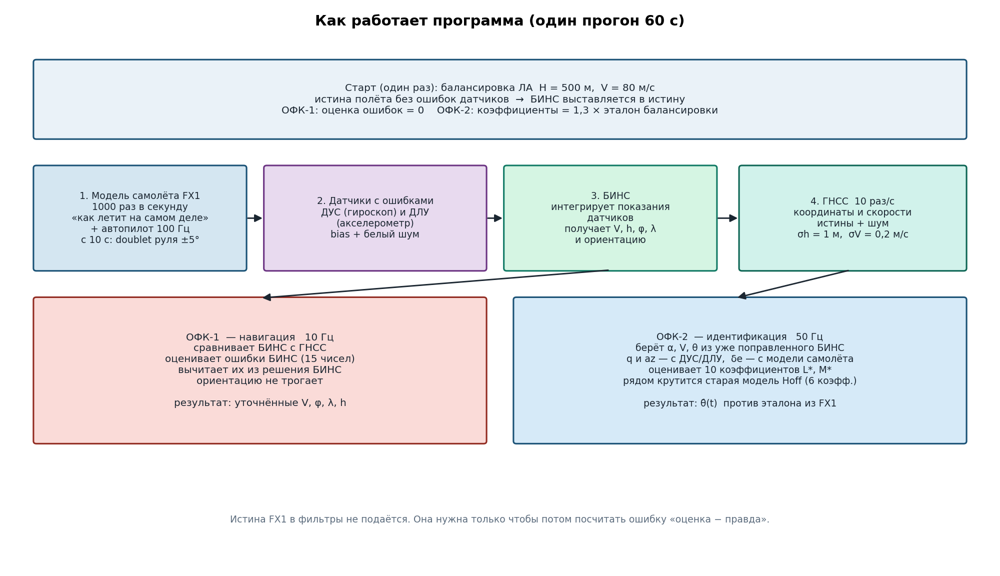 Как работает программа (один прогон 60 с)
Старт (один раз): балансировка ЛА  H = 500 м,  V = 80 м/с
истина полёта без ошибок датчиков  →  БИНС выставляется в истину
ОФК-1: оценка ошибок = 0    ОФК-2: коэффициенты = 1,3 × эталон балансировки
1. Модель самолёта FX1
1000 раз в секунду
«как летит на самом деле»
+ автопилот 100 Гц
с 10 с: doublet руля ±5°
2. Датчики с ошибками
ДУС (гироскоп) и ДЛУ
(акселерометр)
bias + белый шум
3. БИНС
интегрирует показания
датчиков
получает V, h, φ, λ
и ориентацию
4. ГНСС  10 раз/с
координаты и скорости
истины + шум
σh = 1 м,  σV = 0,2 м/с
ОФК-1  — навигация   10 Гц
сравнивает БИНС с ГНСС
оценивает ошибки БИНС (15 чисел)
вычитает их из решения БИНС
ориентацию не трогает
результат: уточнённые V, φ, λ, h
ОФК-2  — идентификация   50 Гц
берёт α, V, θ из уже поправленного БИНС
q и az — с ДУС/ДЛУ,  δe — с модели самолёта
оценивает 10 коэффициентов L*, M*
рядом крутится старая модель Hoff (6 коэфф.)
результат: θ̂(t)  против эталона из FX1
Истина FX1 в фильтры не подаётся. Она нужна только чтобы потом посчитать ошибку «оценка − правда».